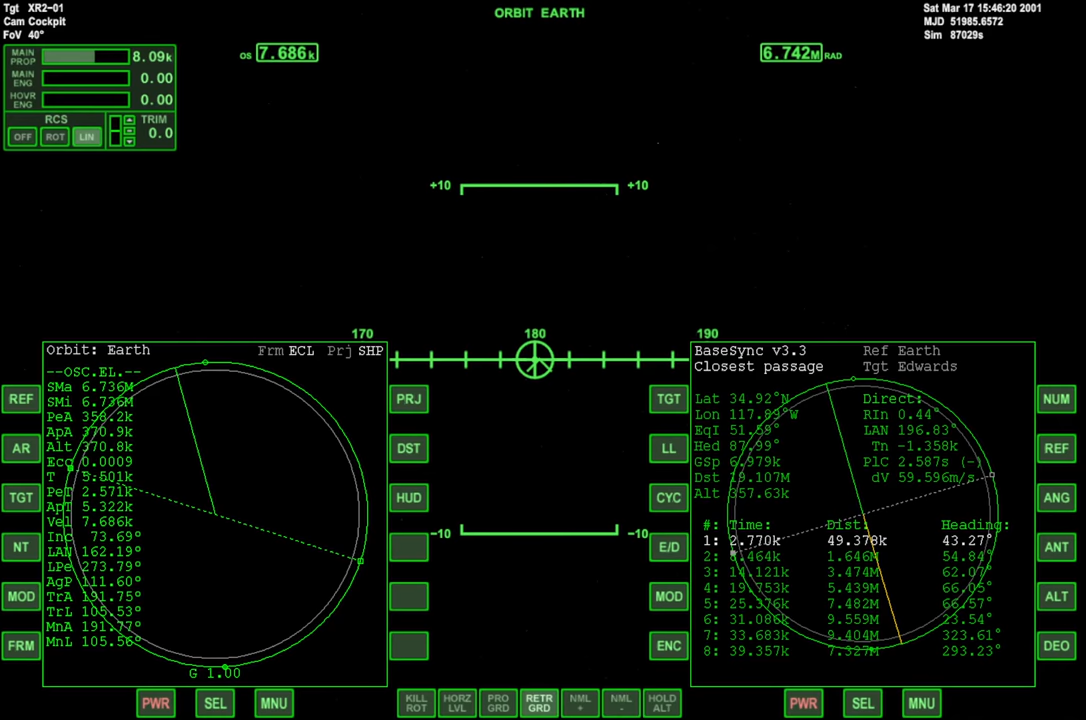 Tgt XR2-01
Cam Cockpit
FoV 40°
ORBIT EARTH
Sat Mar 17 15:46:20 2001
MJD 51985.6572
Sim 87029s
OS 7.686k
6.742M RAD
MAIN PROP 8.09k
MAIN ENG 0.00
HOVR ENG 0.00
RCS
TRIM
OFF ROT LIN
0.0
+10 +10
-10 -10
170 180 190
Orbit: Earth Frm ECL Prj SHP
--OSC.EL.--
SMa 6.736M
SMi 6.736M
PeA 358.2k
ApA 370.9k
Alt 370.8k
Ecc 0.0009
T 5.501k
PeT 2.571k
ApT 5.322k
Vel 7.686k
Inc 73.69°
LAN 162.19°
LPe 273.79°
AgP 111.60°
TrA 191.75°
TrL 105.53°
MnA 191.77°
MnL 105.56°
G 1.00
REF
AR
TGT
NT
MOD
FRM
PRJ
DST
HUD
PWR SEL MNU
KILL ROT
HORZ LVL
PRO GRD
RETR GRD
NML +
NML -
HOLD ALT
TGT
LL
CYC
E/D
MOD
ENC
BaseSync v3.3 Ref Earth
Closest passage Tgt Edwards
Lat 34.92°N Direct:
Lon 117.89°W RIn 0.44°
EqI 51.59° LAN 196.83°
Hed 87.99° Tn -1.358k
Gsp 6.979k PlC 2.587s (-)
Dst 19.107M dV 59.596m/s
Alt 357.63k
#: Time: Dist: Heading:
1: 2.770k 49.378k 43.27°
2: 8.464k 1.646M 54.84°
3: 14.121k 3.474M 62.07°
4: 19.753k 5.439M 66.05°
5: 25.376k 7.482M 66.57°
6: 31.086k 9.559M 23.54°
7: 33.683k 9.404M 323.61°
8: 39.357k 7.327M 293.23°
NUM
REF
ANG
ANT
ALT
DEO
PWR SEL MNU